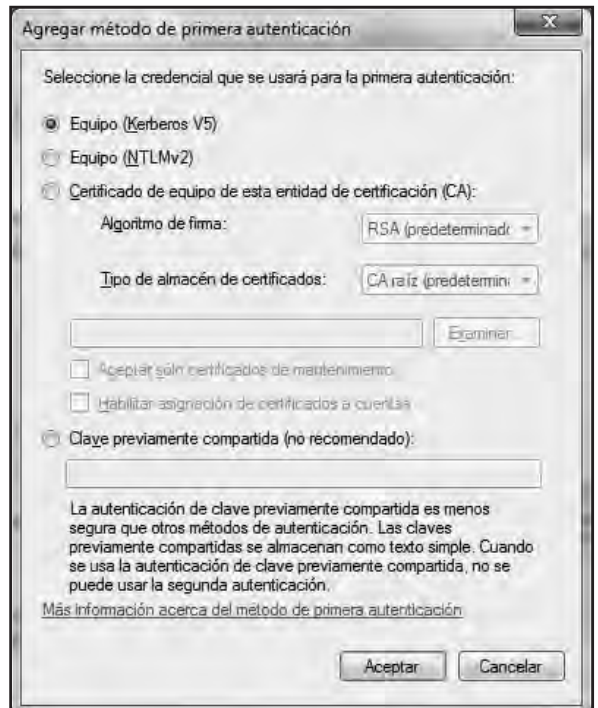 Agregar método de primera autenticación
Seleccione la credencial que se usará para la primera autenticación:
Equipo (Kerberos V5)
Equipo (NTLMv2)
Certificado de equipo de esta entidad de certificación (CA):
Algoritmo de firma:
RSA (predeterminadc
Tipo de almacén de certificados:
CA raíz (predetermin
Examinar...
Aceptar sólo certificados de mantenimiento
Habilitar asignación de certificados a cuentas
Clave previamente compartida (no recomendado):
La autenticación de clave previamente compartida es menos
segura que otros métodos de autenticación. Las claves
previamente compartidas se almacenan como texto simple. Cuando
se usa la autenticación de clave previamente compartida, no se
puede usar la segunda autenticación.
Más información acerca del método de primera autenticación
Aceptar
Cancelar